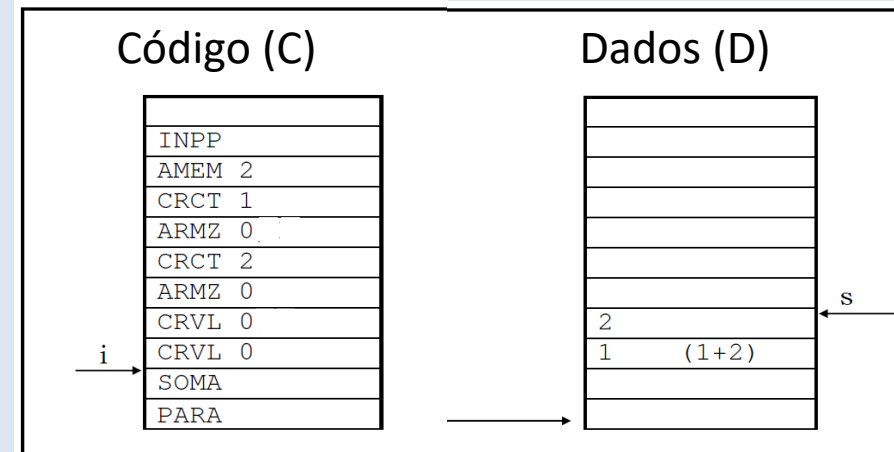 Código (C)
Dados (D)
INPP
AMEM 2
CRCT 1
ARMZ 0
CRCT 2
ARMZ 0
CRVL 0
CRVL 0
SOMA
PARA
i
2
1 (1+2)
s